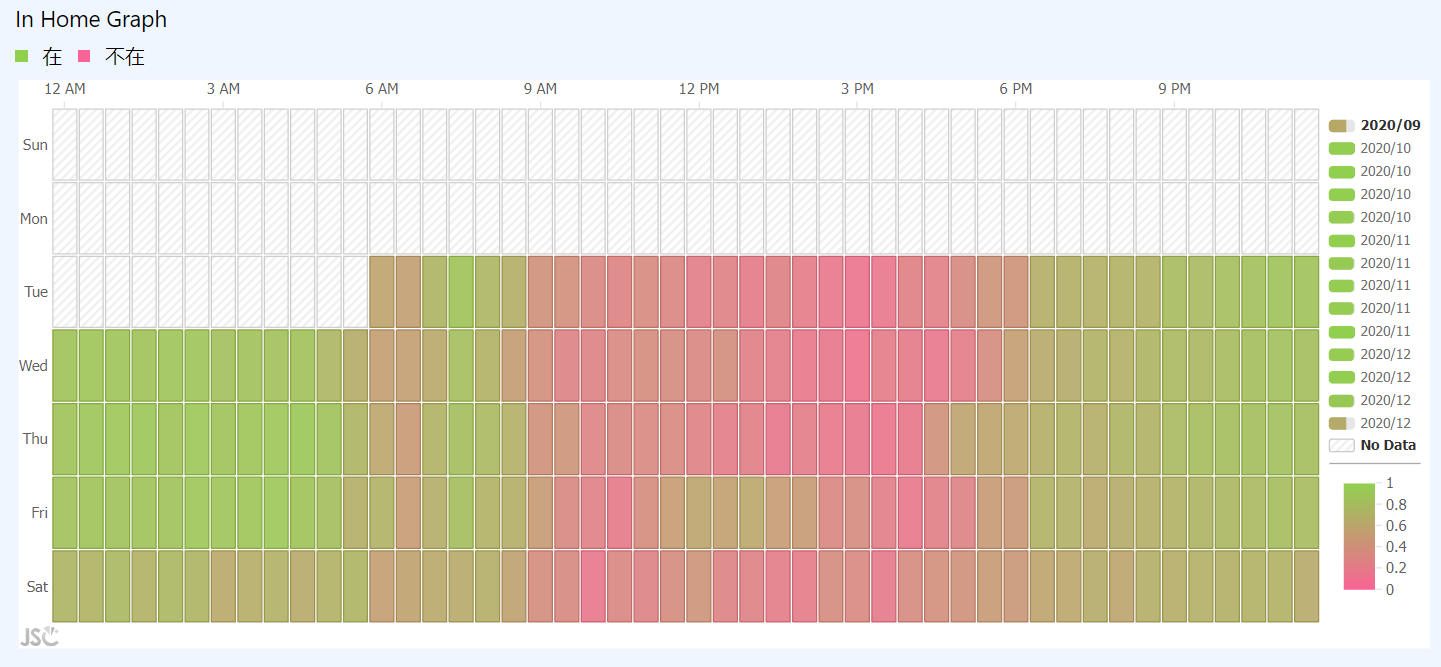 In Home Graph
在 不在
12 AM 3 AM 6 AM 9 AM 12 PM 3 PM 6 PM 9 PM
Sun
Mon
Tue
Wed
Thu
Fri
Sat
2020/09
2020/10
2020/10
2020/10
2020/10
2020/11
2020/11
2020/11
2020/11
2020/11
2020/12
2020/12
2020/12
2020/12
No Data
1
0.8
0.6
0.4
0.2
0
JSC